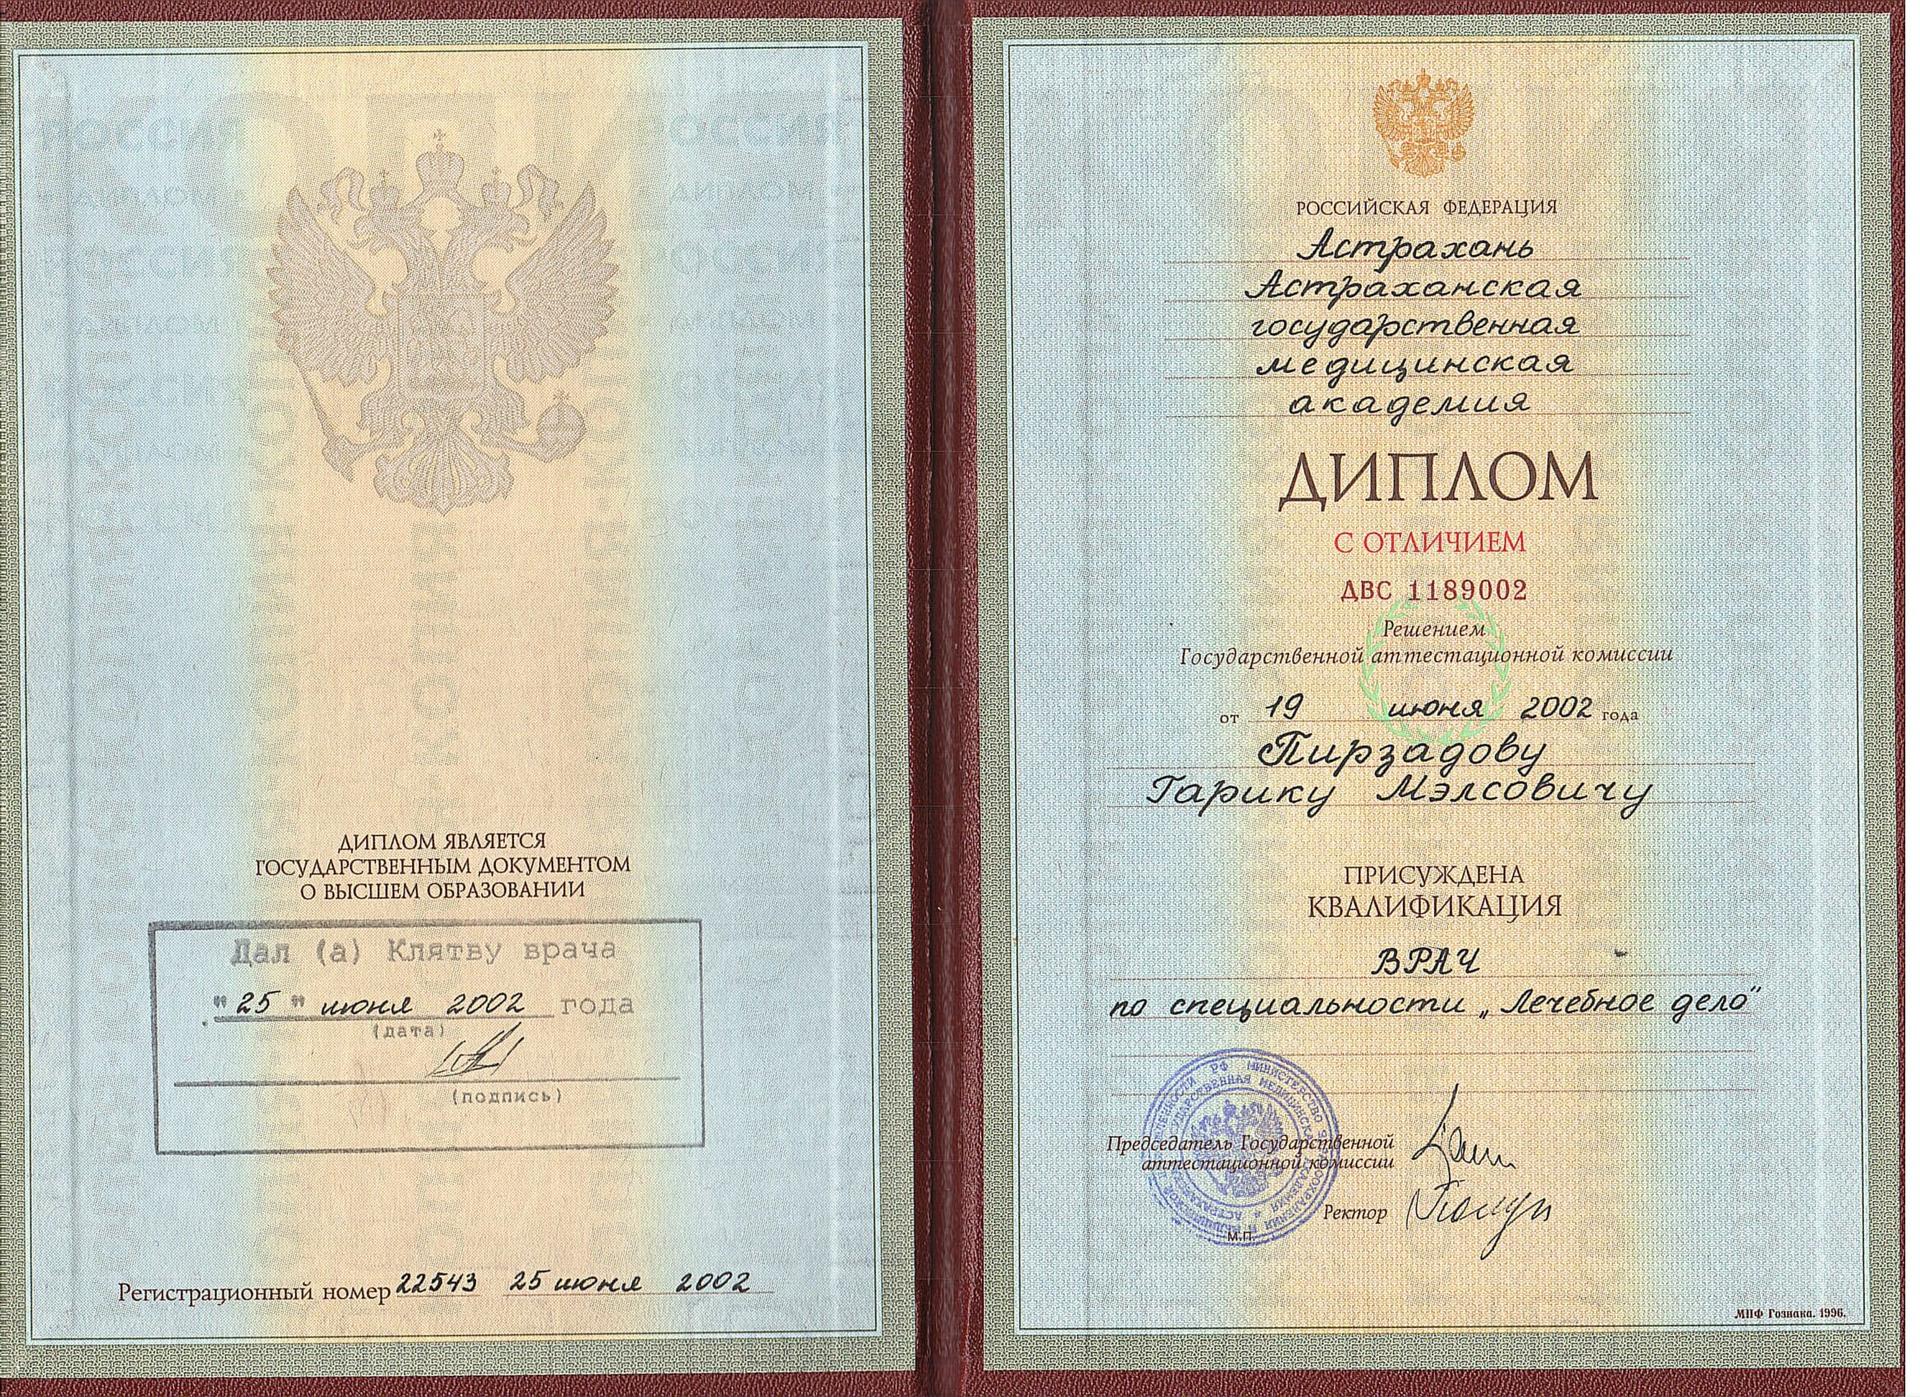 ДИПЛОМ ЯВЛЯЕТСЯ
ГОСУДАРСТВЕННЫМ ДОКУМЕНТОМ
О ВЫСШЕМ ОБРАЗОВАНИИ
Дал (а) Клятву врача
"25" июня 2002 года
(дата)
(подпись)
Регистрационный номер 22543 25 июня 2002
РОССИЙСКАЯ ФЕДЕРАЦИЯ
Астрахань
Астраханская
государственная
медицинская
академия
ДИПЛОМ
С ОТЛИЧИЕМ
ДВС 1189002
Решением
Государственной аттестационной комиссии
от 19 июня 2002 года
Пирзадову
Гарику Мэлсовичу
ПРИСУЖДЕНА
КВАЛИФИКАЦИЯ
ВРАЧ
по специальности „Лечебное дело"
Председатель Государственной
аттестационной комиссии
Ректор
М.П.
МПФ Гознака. 1996.